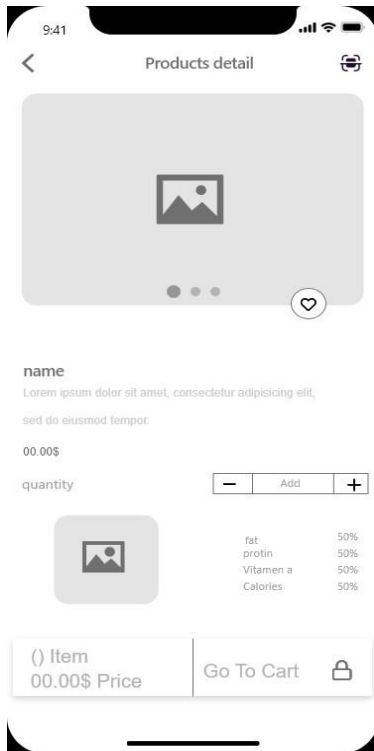 9:41
Products detail
name
Lorem ipsum dolor sit amet, consectetur adipisicing elit,
sed do eiusmod tempor.
00.00$
quantity
Add
fat 50%
protin 50%
Vitamen a 50%
Calories 50%
() Item
00.00$ Price
Go To Cart